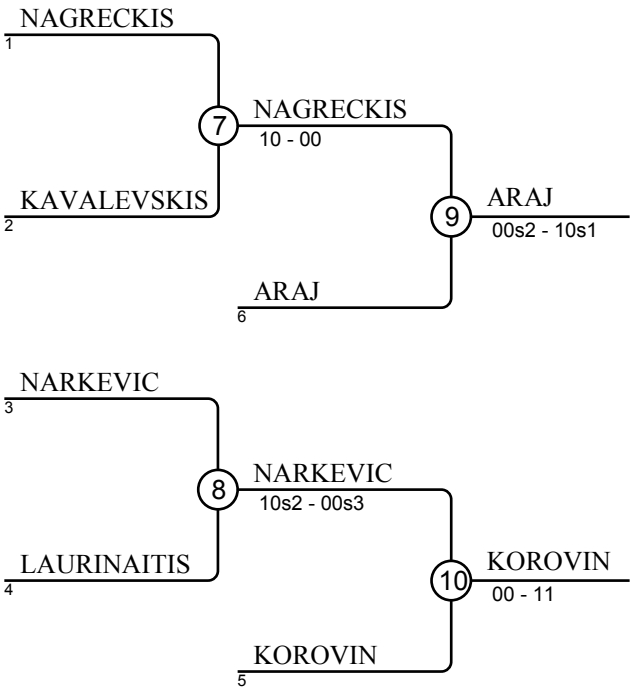 NAGRECKIS
1
7
NAGRECKIS
10 - 00
KAVALEVSKIS
2
9
ARAJ
00s2 - 10s1
ARAJ
6
NARKEVIC
3
8
NARKEVIC
10s2 - 00s3
LAURINAITIS
4
10
KOROVIN
00 - 11
KOROVIN
5